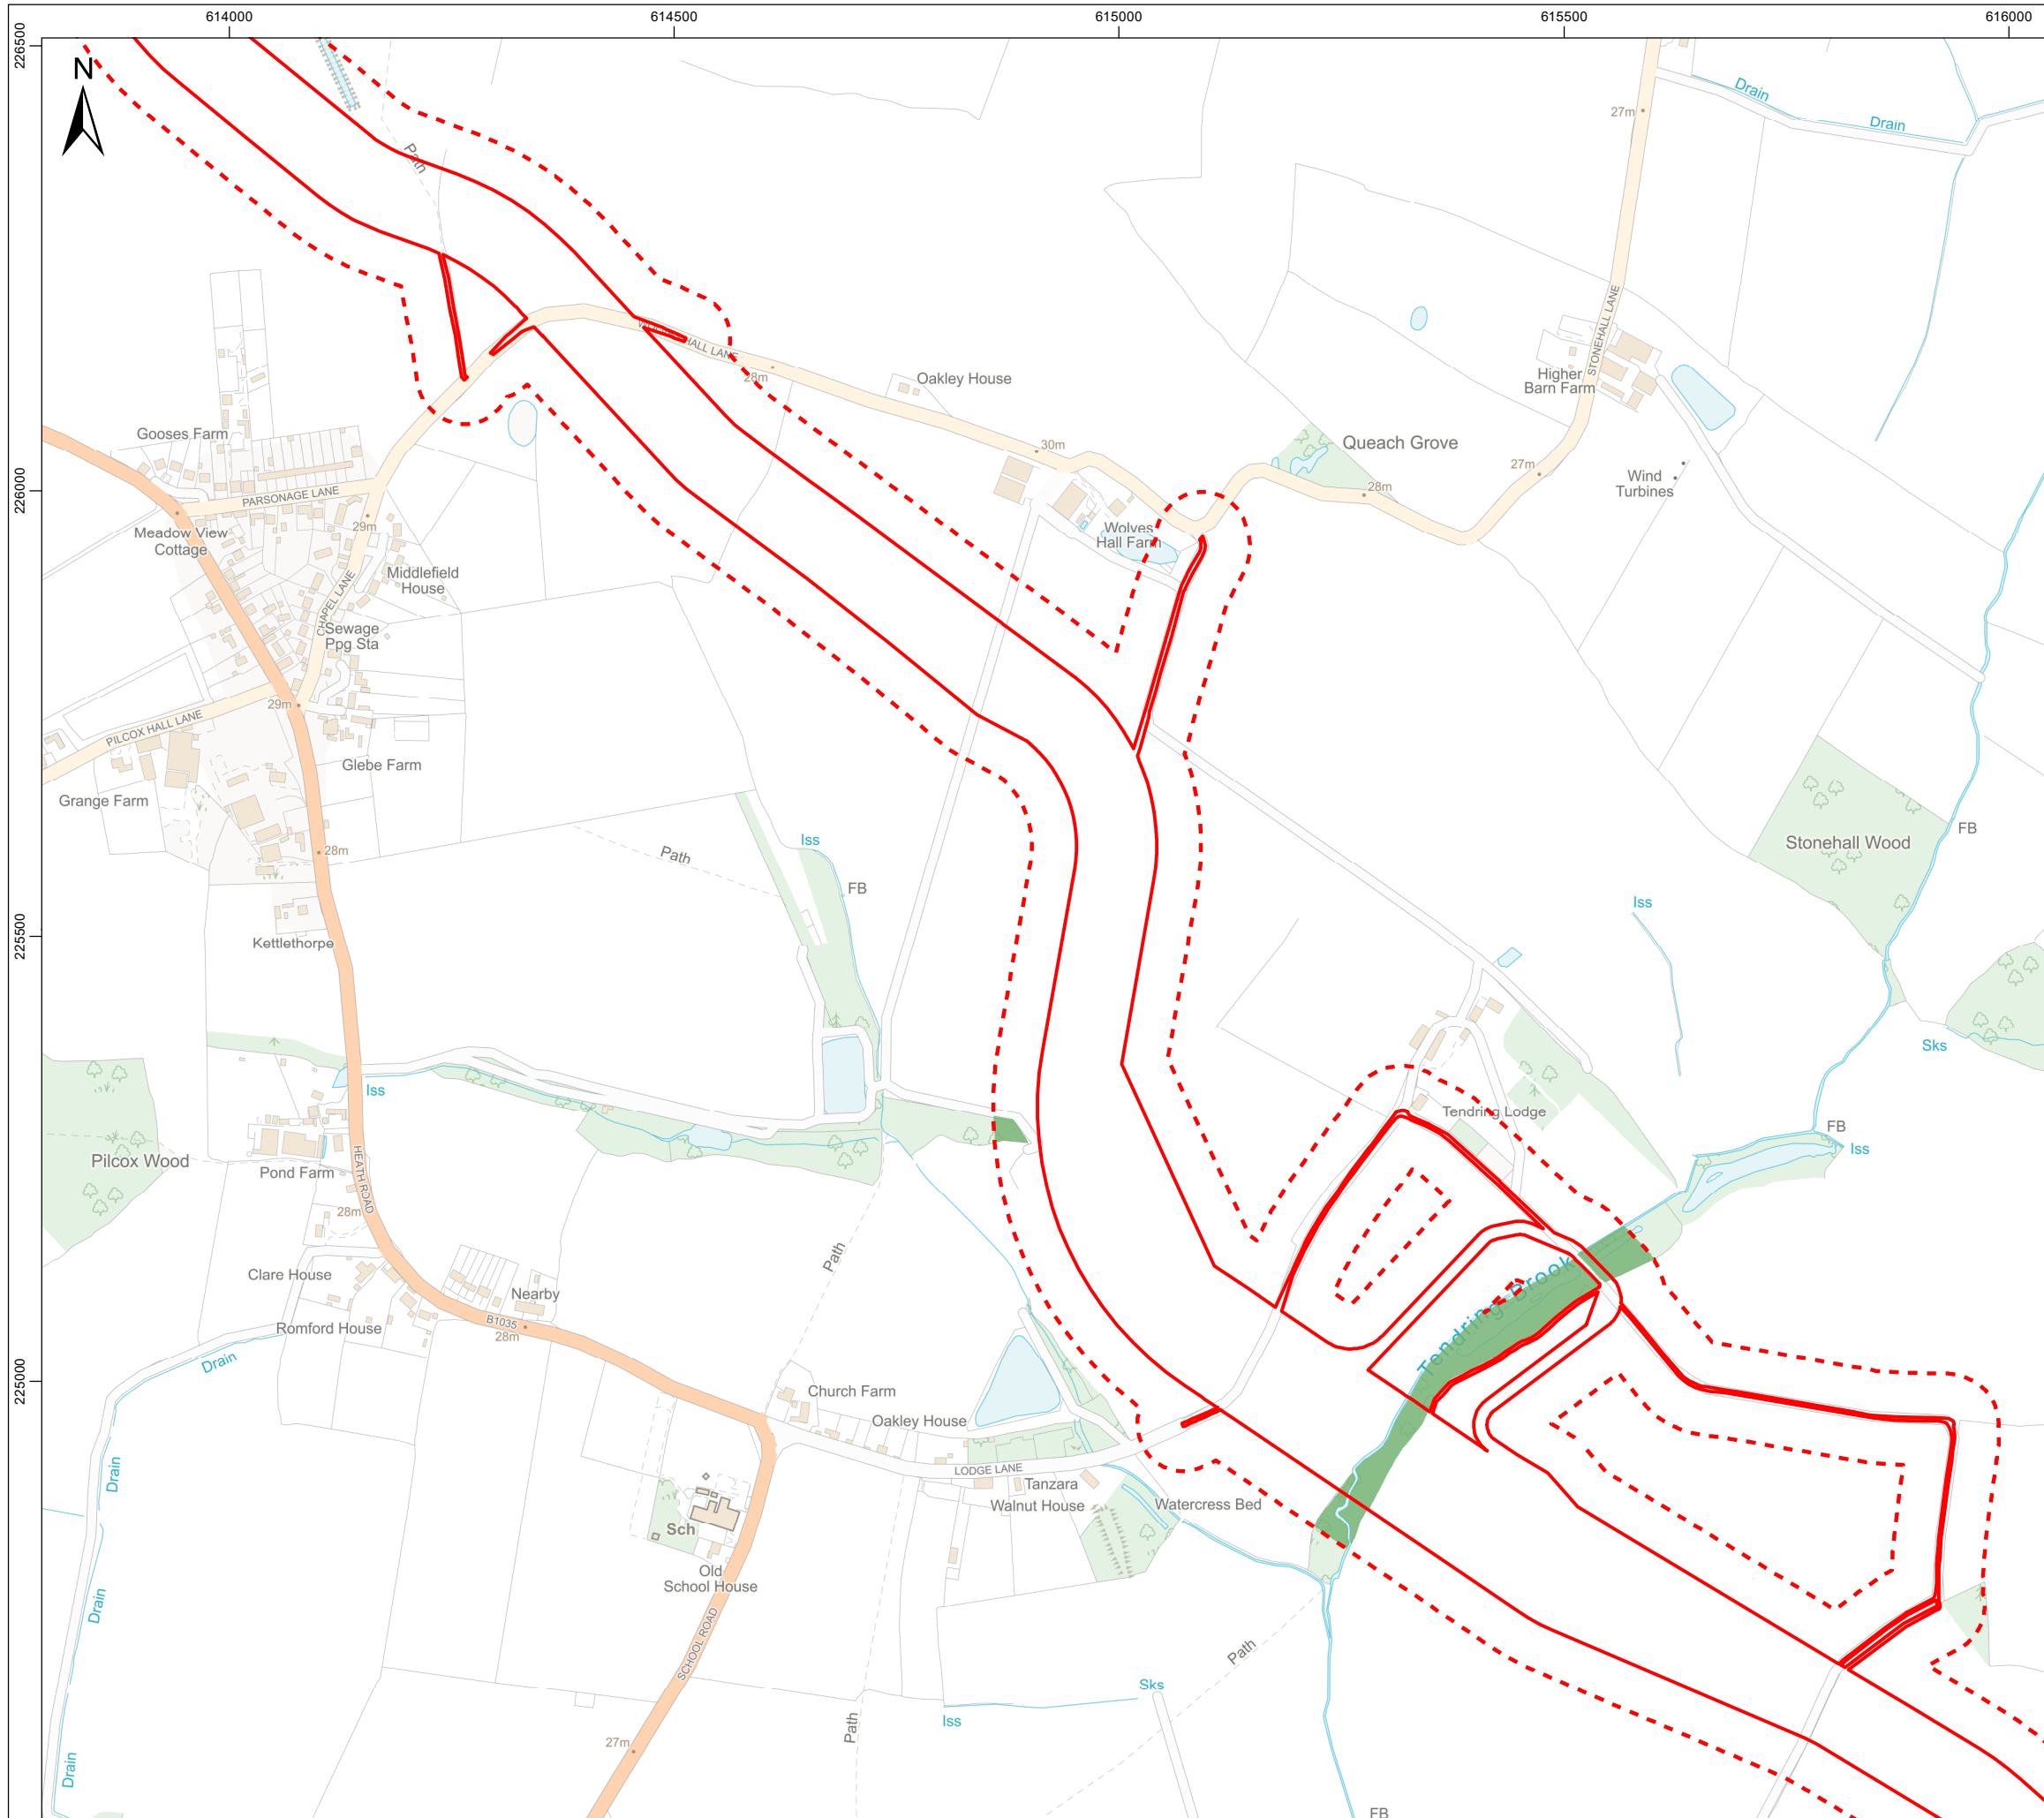 614000
614500
615000
615500
616000
226500
226000
225500
225000
N
Path
27m
Drain
Drain
HALL LANE
28m
Oakley House
STONEHALL LANE
Higher
Barn Farm
Gooses Farm
PARSONAGE LANE
30m
Queach Grove
27m
28m
Wind
Turbines
Meadow View
Cottage
29m
Wolves
Hall Farm
Middlefield
House
CHAPEL LANE
Sewage
Ppg Sta
29m
PILCOX HALL LANE
Glebe Farm
Grange Farm
28m
Path
Iss
FB
FB
Stonehall Wood
Iss
Kettlethorpe
Sks
Iss
Tendring Lodge
FB
Iss
Pilcox Wood
Pond Farm
HEATH ROAD
28m
Path
Clare House
Nearby
Romford House
B1035
28m
Drain
Tendring Brook
Church Farm
Oakley House
LODGE LANE
Tanzara
Walnut House
Watercress Bed
Drain
Sch
Old
School House
Drain
SCHOOL ROAD
Path
Sks
Iss
Path
27m
Drain
FB